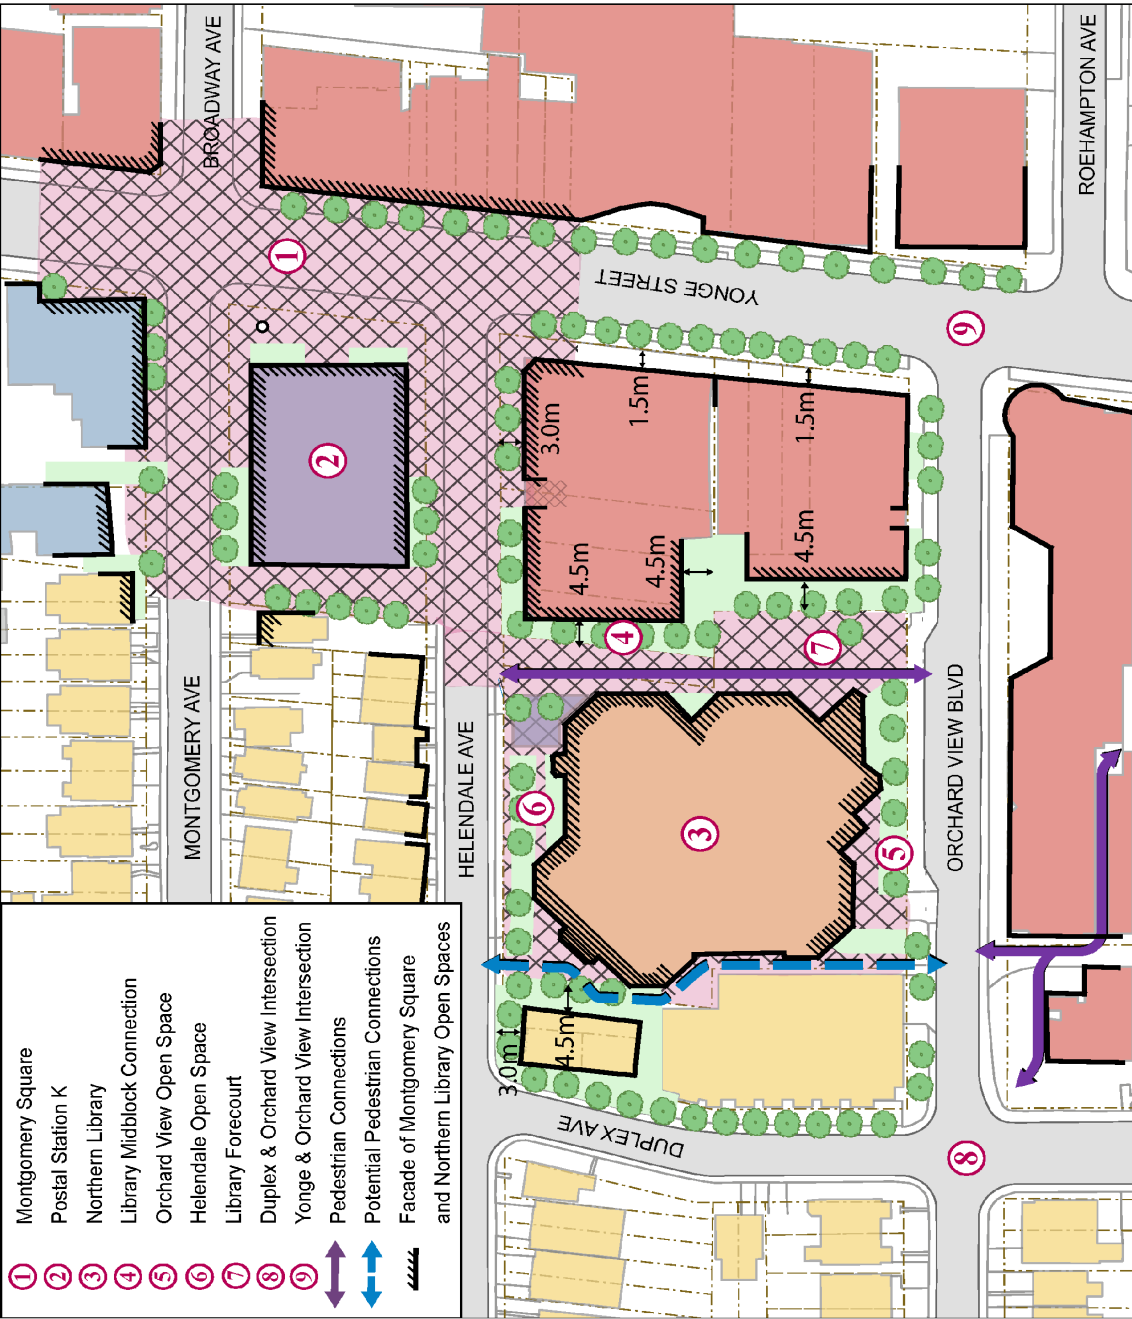 1 Montgomery Square
2 Postal Station K
3 Northern Library
4 Library Midblock Connection
5 Orchard View Open Space
6 Helendale Open Space
7 Library Forecourt
8 Duplex & Orchard View Intersection
9 Yonge & Orchard View Intersection
Pedestrian Connections
Potential Pedestrian Connections
Facade of Montgomery Square
and Northern Library Open Spaces
MONTGOMERY AVE
BROADWAY AVE
HELENDALE AVE
DUPLEX AVE
YONGE STREET
ORCHARD VIEW BLVD
ROEHAMPTON AVE
1
2
3
4
5
6
7
8
9
3.0m
4.5m
3.0m
4.5m
4.5m
1.5m
4.5m
1.5m